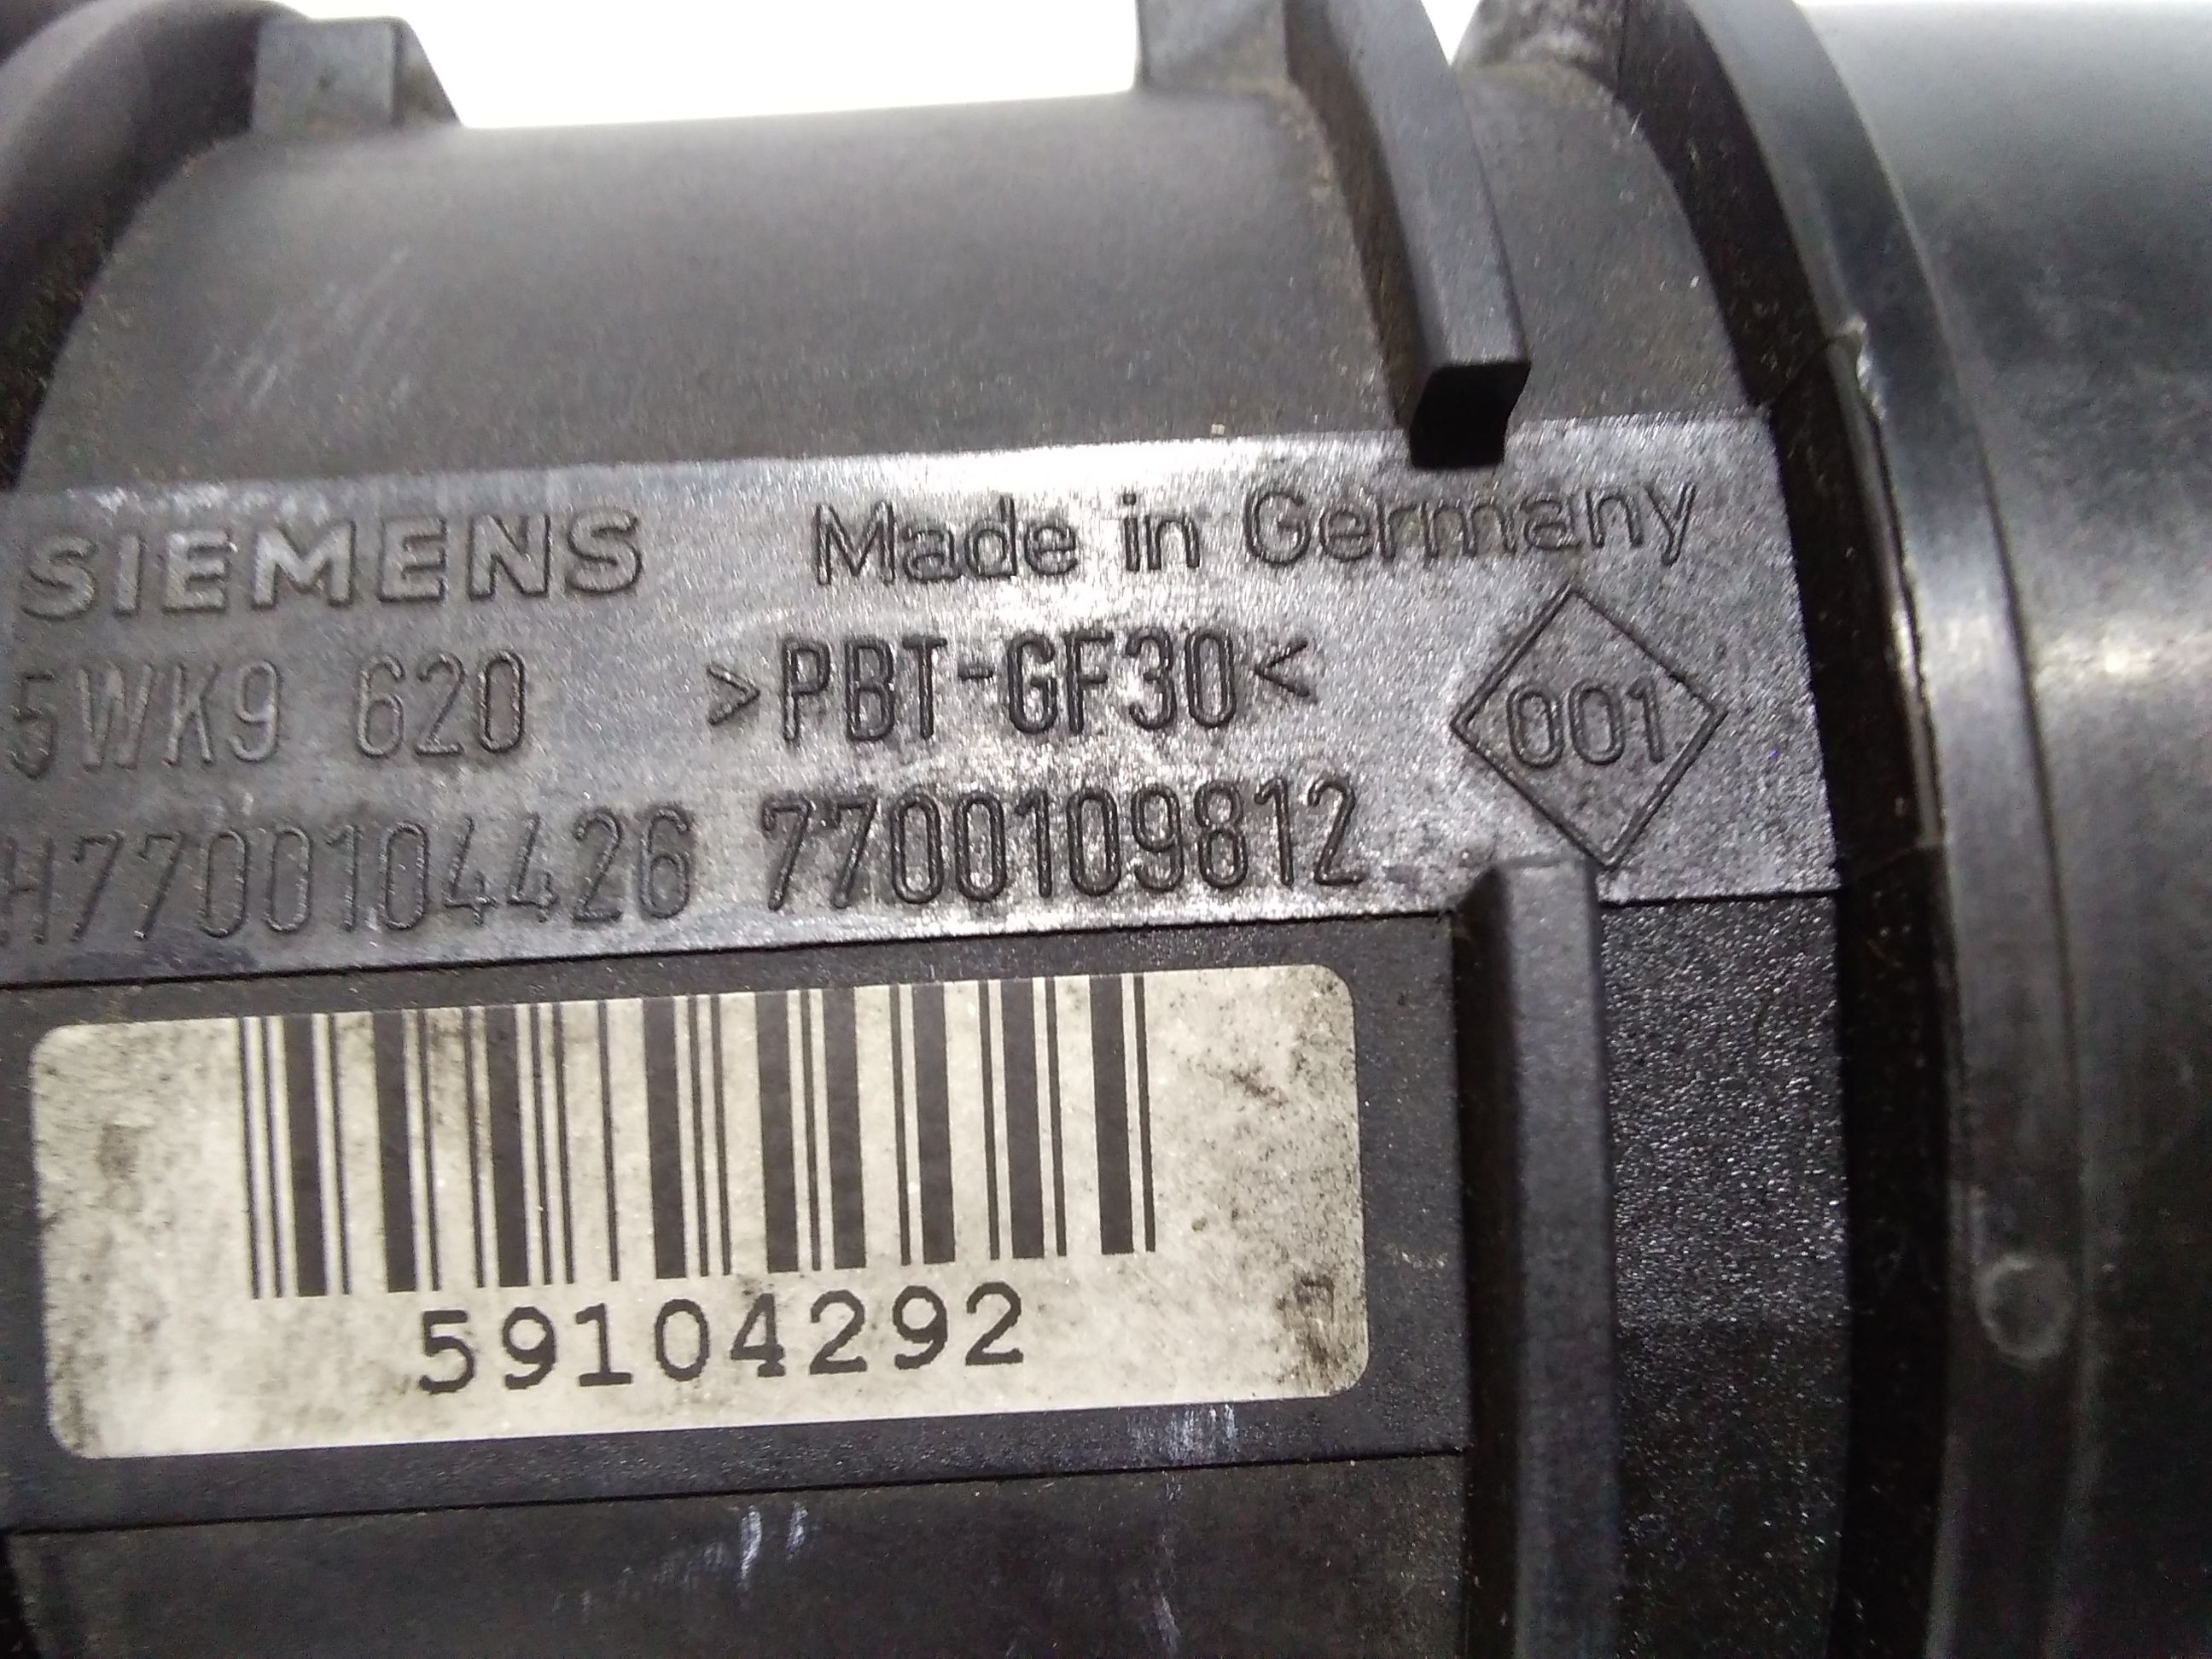 SIEMENS Made in Germany
5WK9 620 >PBT-GF30< 001
H7700104426 7700109812
59104292